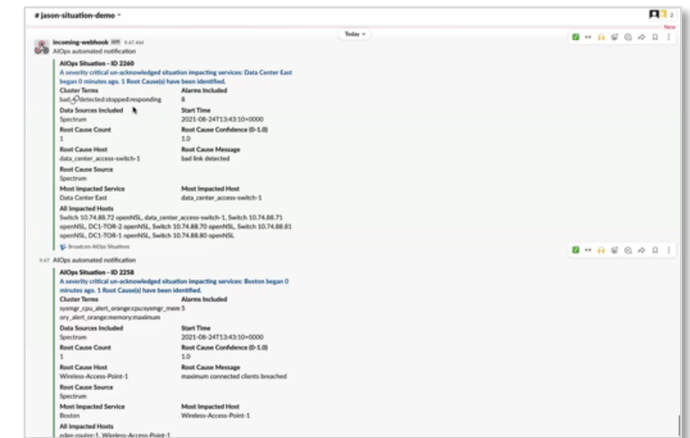 # jason-situation-demo
2
New
Today
incoming-webhook APP 9:47 AM
AIOps automated notification
AIOps Situation - ID 2260
A severity critical un-acknowledged situation impacting services: Data Center East
began 0 minutes ago. 1 Root Cause(s) have been identified.
Cluster Terms Alarms Included
bad: detected:stopped:responding 8
Data Sources Included Start Time
Spectrum 2021-08-24T13:43:10+0000
Root Cause Count Root Cause Confidence (0-1.0)
1 1.0
Root Cause Host Root Cause Message
data_center_access-switch-1 bad link detected
Root Cause Source
Spectrum
Most Impacted Service Most Impacted Host
Data Center East data_center_access-switch-1
All Impacted Hosts
Switch 10.74.88.72 openNSL, data_center_access-switch-1, Switch 10.74.88.71
openNSL, DC1-TOR-2 openNSL, Switch 10.74.88.70 openNSL, Switch 10.74.88.81
openNSL, DC1-TOR-1 openNSL, Switch 10.74.88.80 openNSL
Broadcom AIOps Situations
9:47 AIOps automated notification
AIOps Situation - ID 2258
A severity critical un-acknowledged situation impacting services: Boston began 0
minutes ago. 1 Root Cause(s) have been identified.
Cluster Terms Alarms Included
sysmgr_cpu_alert_orange:cpu:sysmgr_mem 5
ory_alert_orange:memory:maximum
Data Sources Included Start Time
Spectrum 2021-08-24T13:43:10+0000
Root Cause Count Root Cause Confidence (0-1.0)
1 1.0
Root Cause Host Root Cause Message
Wireless-Access-Point-1 maximum connected clients breached
Root Cause Source
Spectrum
Most Impacted Service Most Impacted Host
Boston Wireless-Access-Point-1
All Impacted Hosts
edge-router-1, Wireless-Access-Point-1